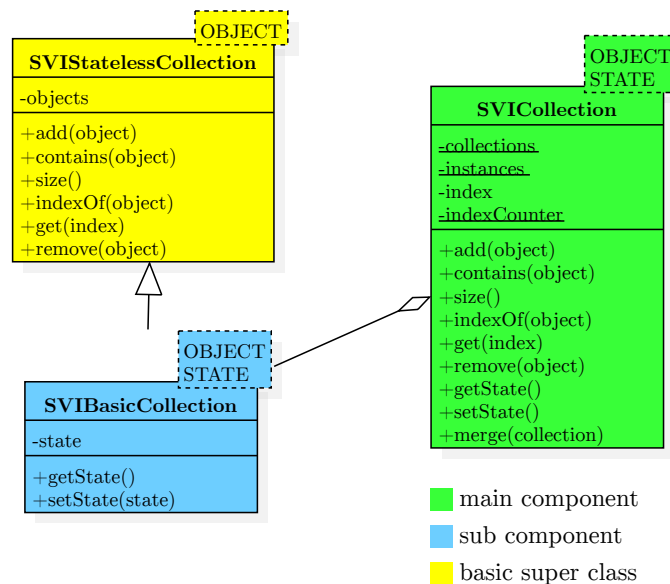 OBJECT
SVIStatelessCollection
-objects
+add(object)
+contains(object)
+size()
+indexOf(object)
+get(index)
+remove(object)
OBJECT
STATE
SVICollection
-collections
-instances
-index
-indexCounter
+add(object)
+contains(object)
+size()
+indexOf(object)
+get(index)
+remove(object)
+getState()
+setState()
+merge(collection)
OBJECT
STATE
SVIBasicCollection
-state
+getState()
+setState(state)
main component
sub component
basic super class